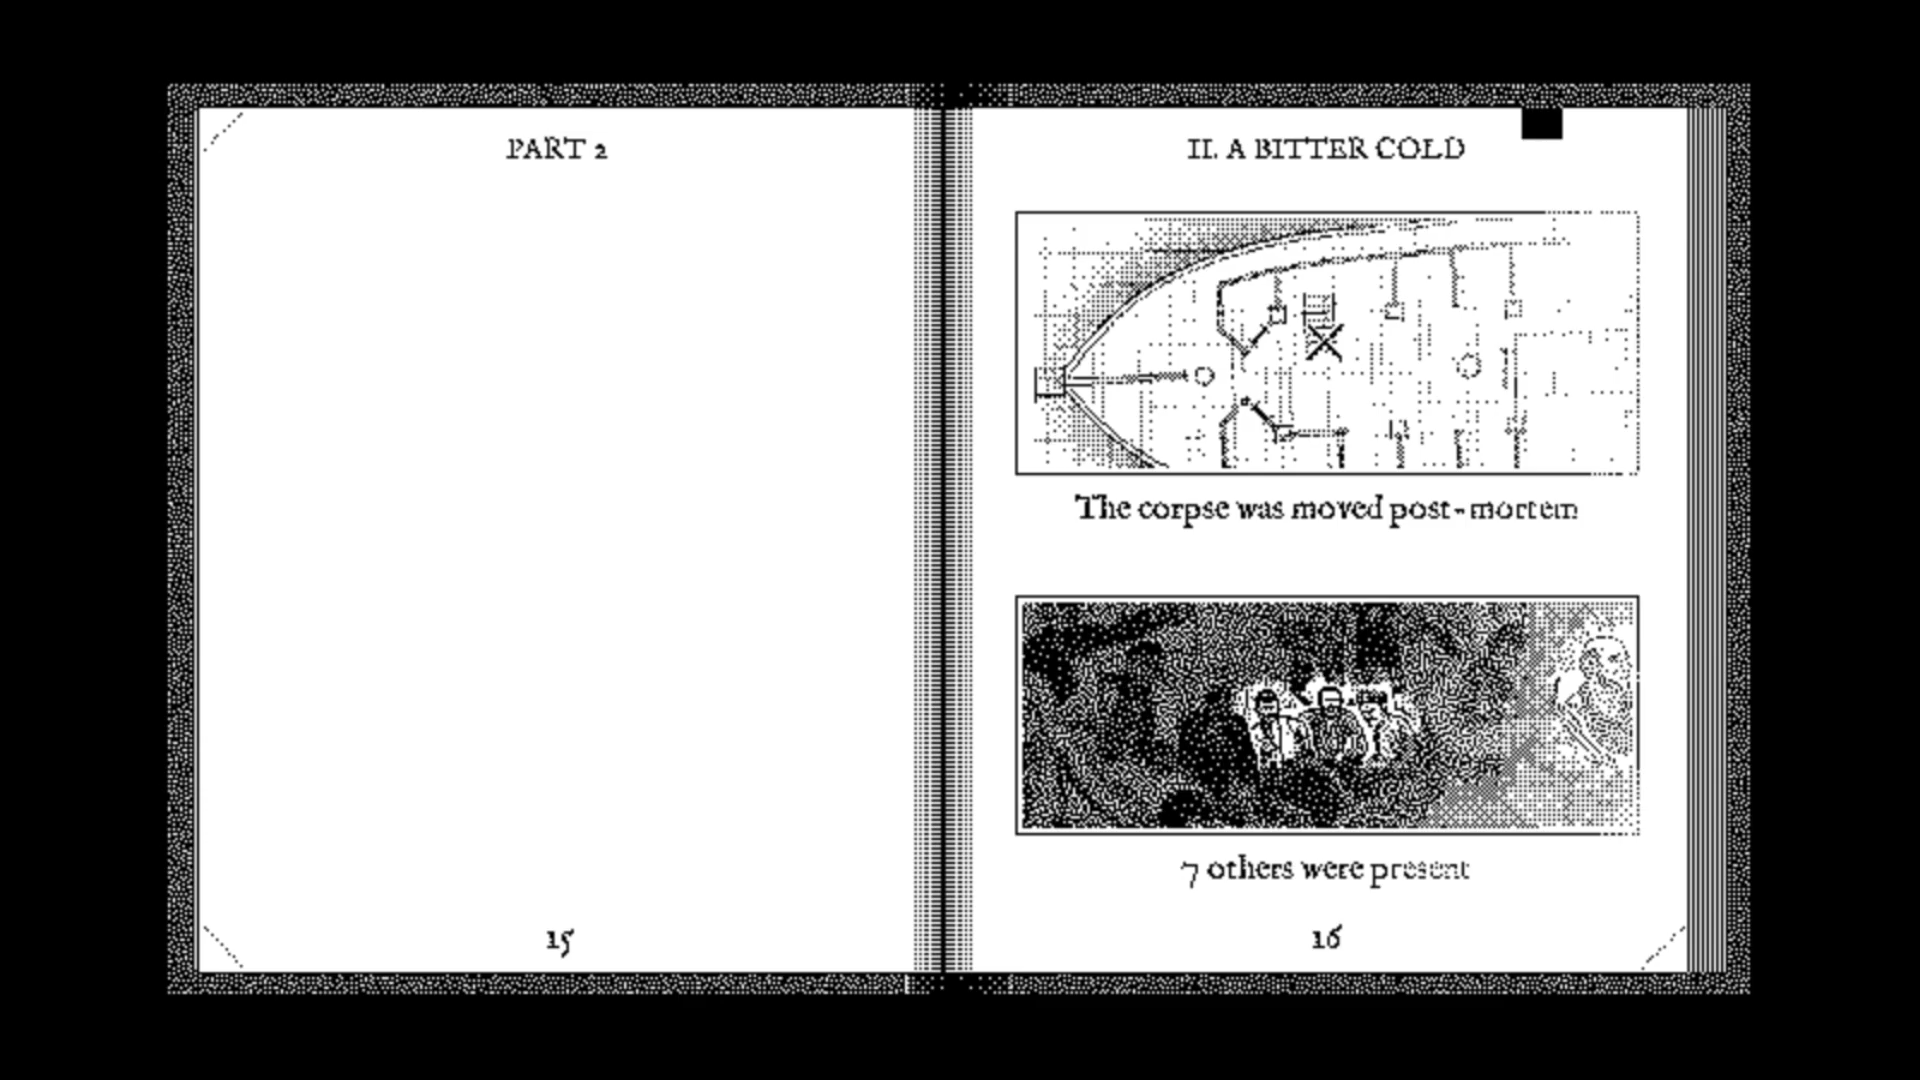 PART 2
15
II. A BITTER COLD
The corpse was moved post-mortem
7 others were present
16